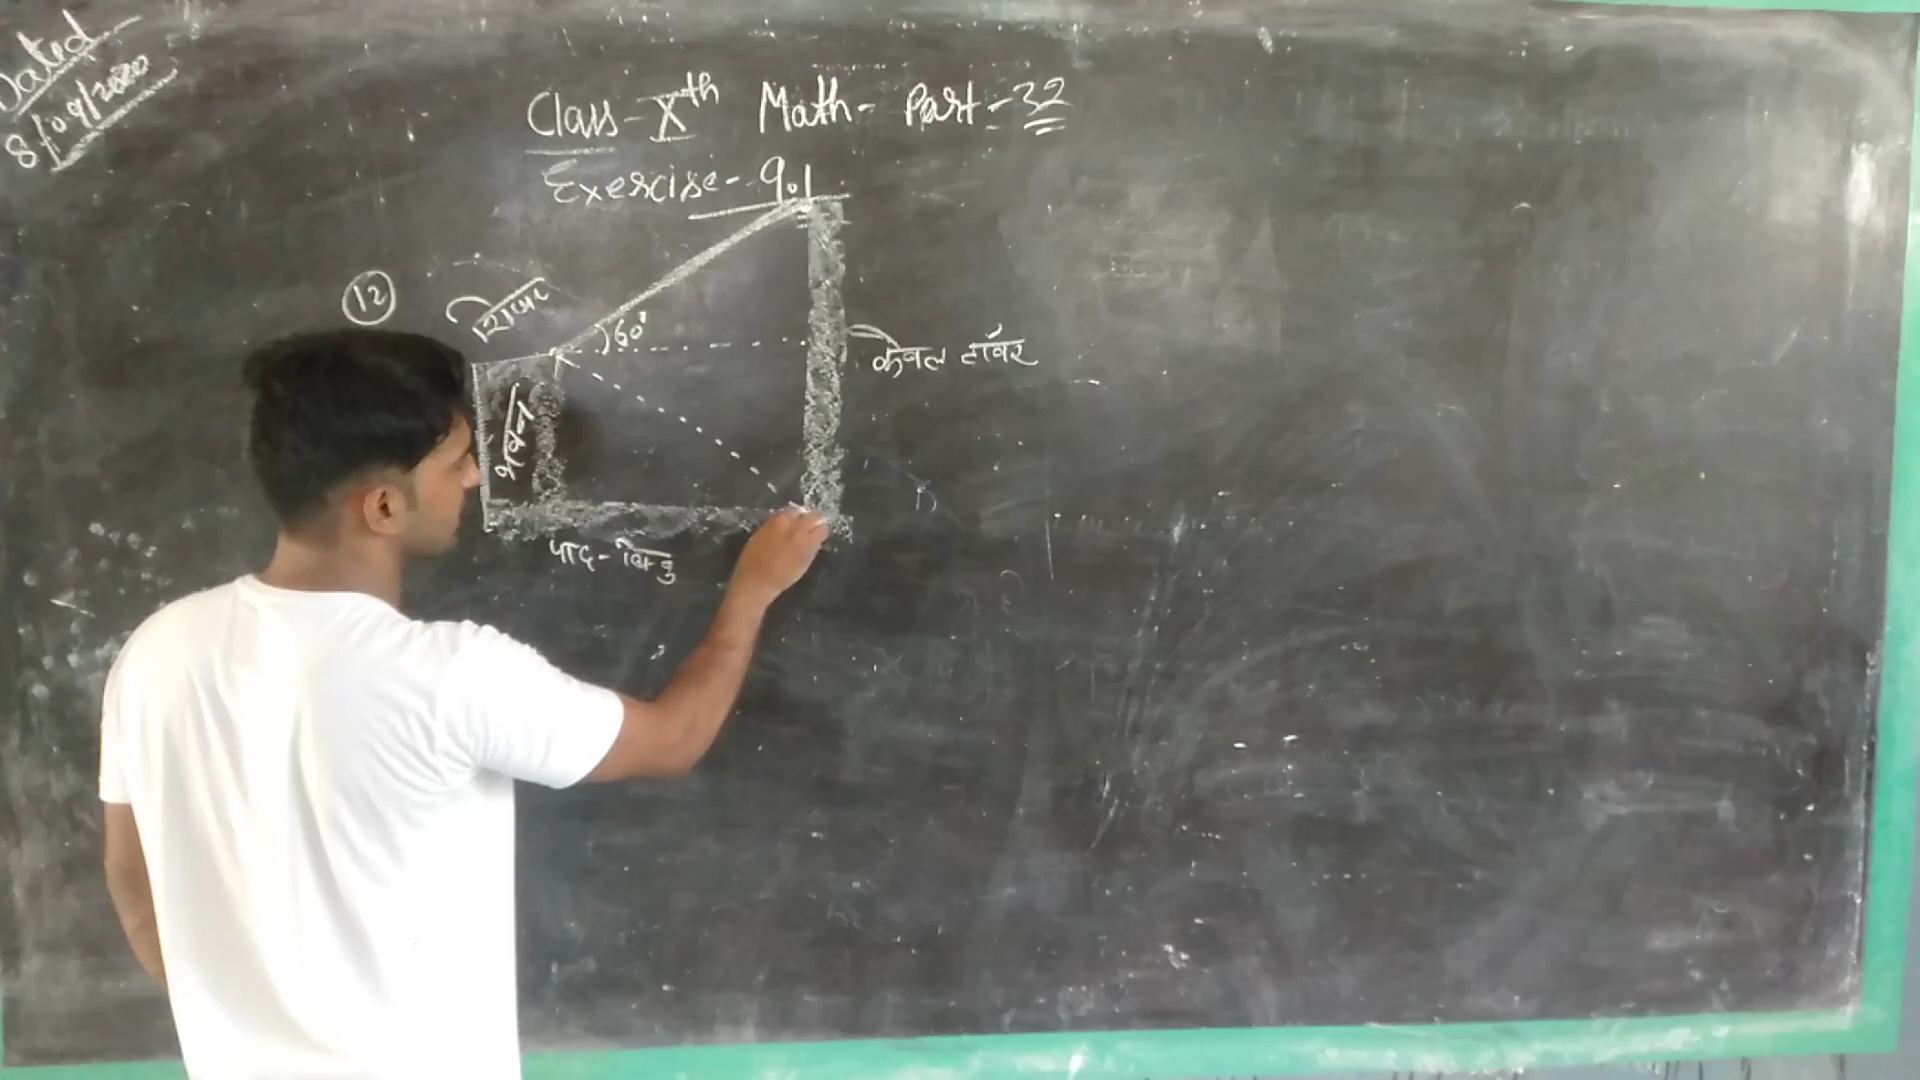 Dated
8/09/2020
Class-Xth Math- Part-32
Exercise- 9.1
12
शिखर
60°
केबल टॉवर
भवन
पाद-बिन्दु